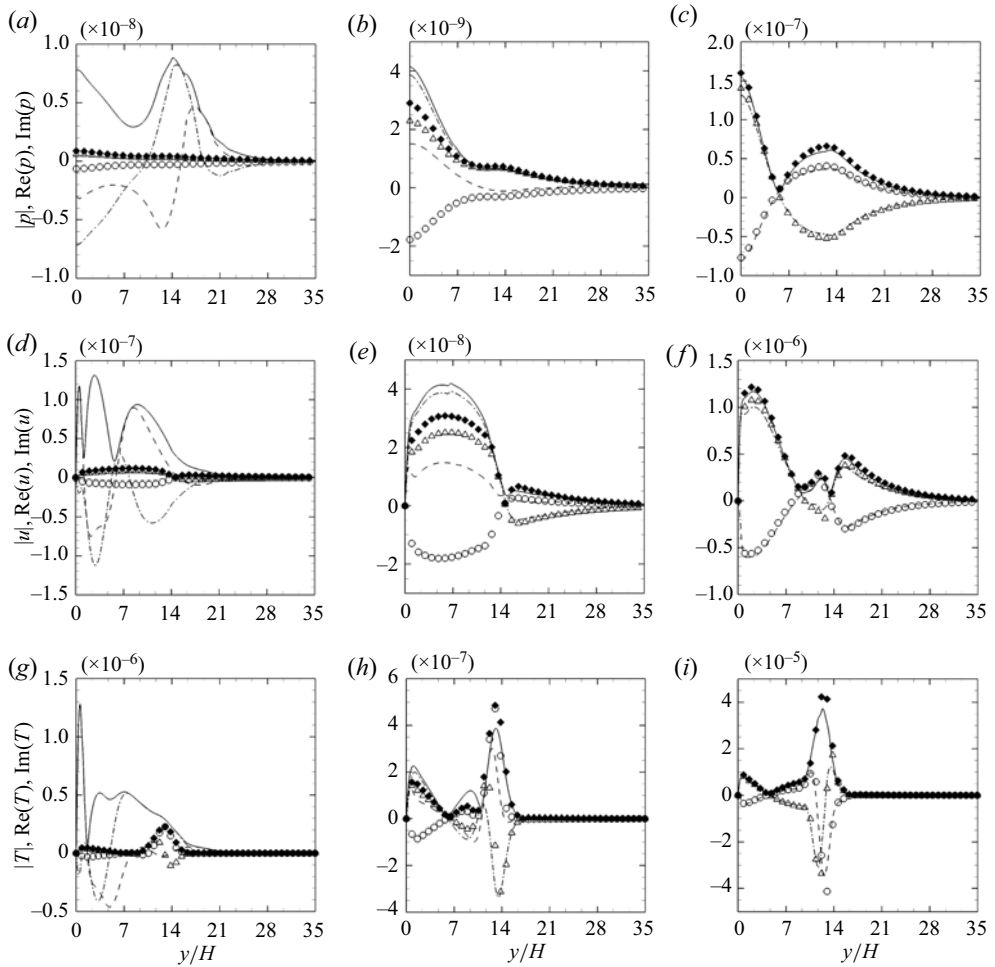 (a) (×10⁻⁸) (b) (×10⁻⁹) (c) (×10⁻⁷)
|p|, Re(p), Im(p)
1.0 0.5 0 −0.5 −1.0
0 7 14 21 28 35
4 2 0 −2
0 7 14 21 28 35
2.0 1.5 1.0 0.5 0 −0.5 −1.0
0 7 14 21 28 35
(d) (×10⁻⁷) (e) (×10⁻⁸) (f) (×10⁻⁶)
|u|, Re(u), Im(u)
1.5 1.0 0.5 0 −0.5 −1.0 −1.5
0 7 14 21 28 35
4 2 0 −2
0 7 14 21 28 35
1.5 1.0 0.5 0 −0.5 −1.0
0 7 14 21 28 35
(g) (×10⁻⁶) (h) (×10⁻⁷) (i) (×10⁻⁵)
|T|, Re(T), Im(T)
1.5 1.0 0.5 0 −0.5
0 7 14 21 28 35
y/H
6 4 2 0 −2 −4
0 7 14 21 28 35
y/H
4 2 0 −2 −4
0 7 14 21 28 35
y/H